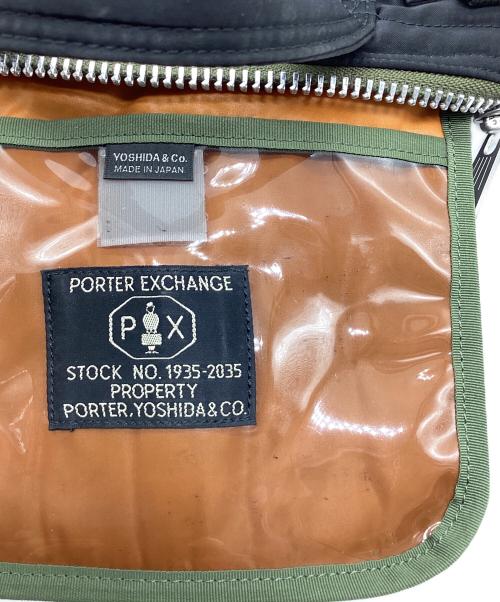 YOSHIDA & Co.
MADE IN JAPAN
PORTER EXCHANGE
P X
STOCK NO. 1935-2035
PROPERTY
PORTER.YOSHIDA&CO.